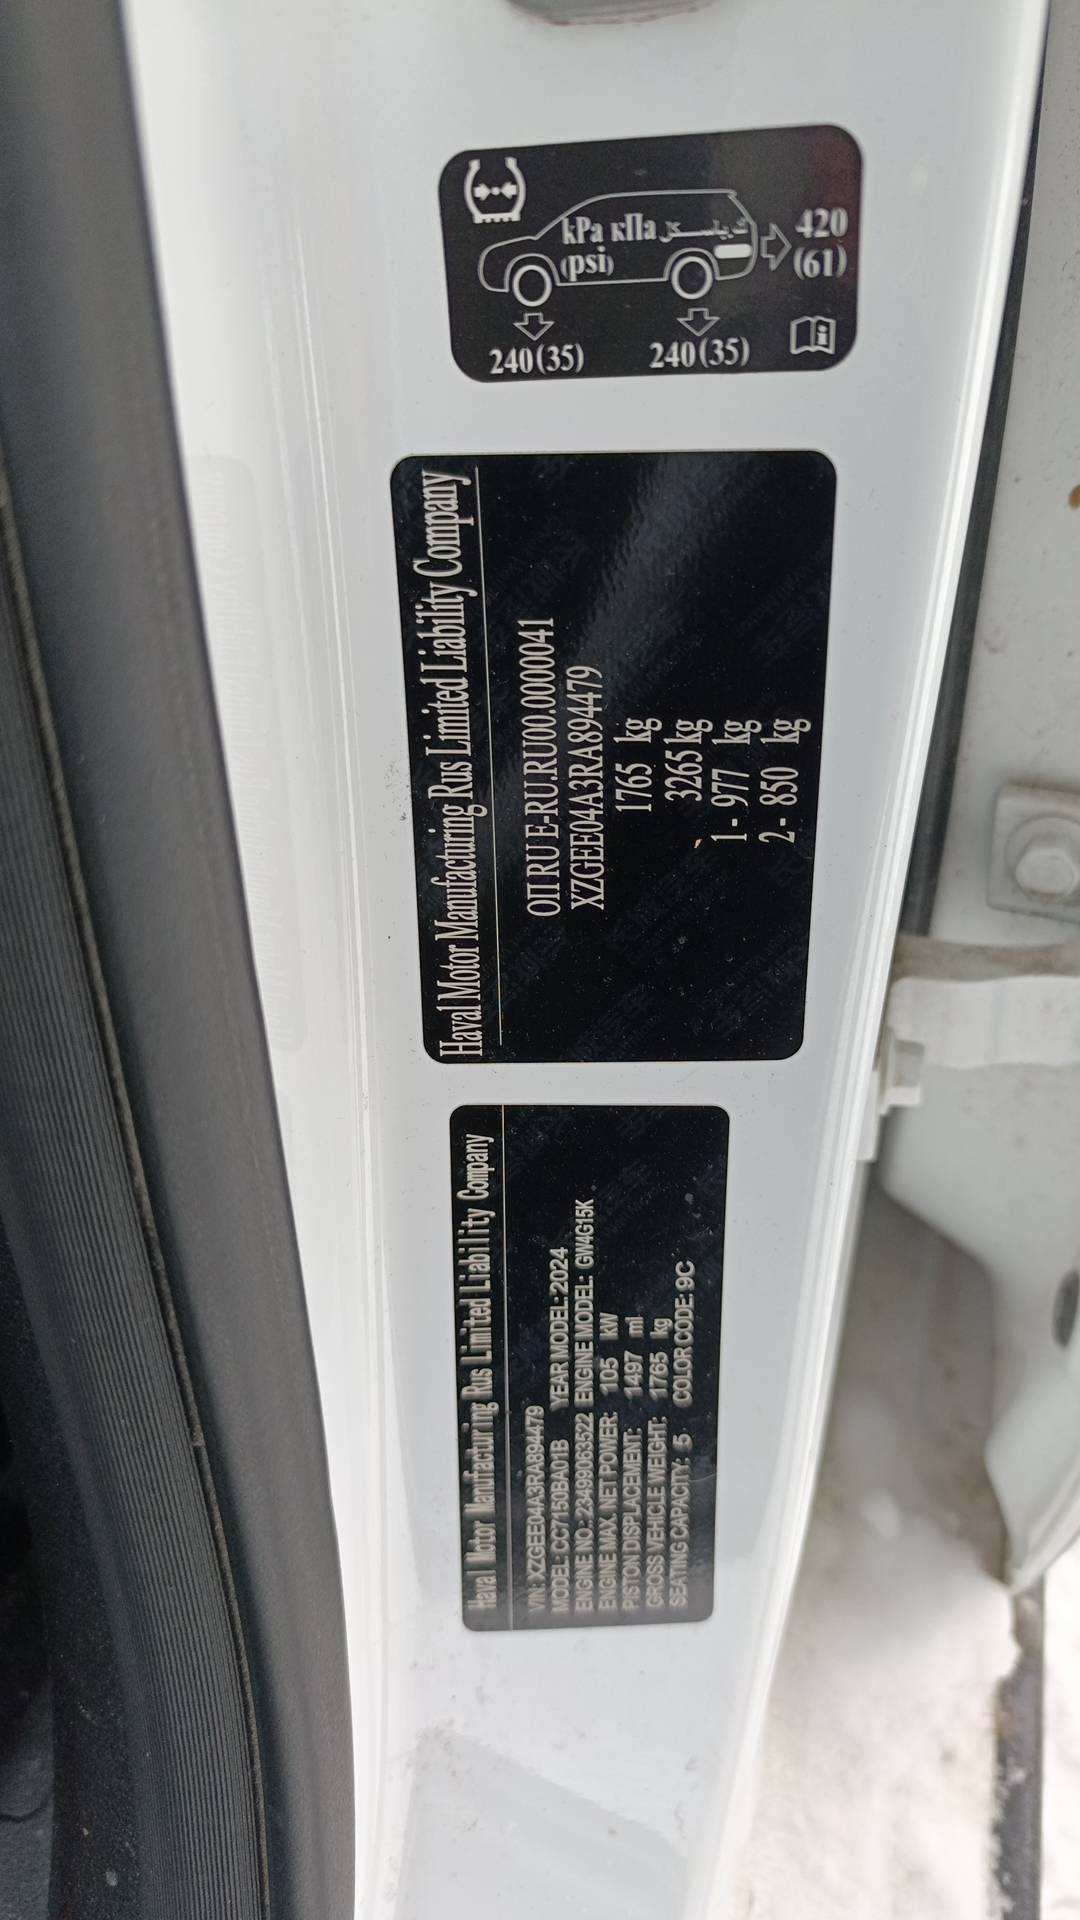 kPa кПа كيلوباسكال
(psi)
420
(61)
240(35)
240(35)
Haval Motor Manufacturing Rus Limited Liability Company
ОП RU E-RU.RU00.0000041
XZGEE04A3RA894479
1765 kg
3265 kg
1- 977 kg
2- 850 kg
Haval Motor Manufacturing Rus Limited Liability Company
VIN: XZGEE04A3RA894479
MODEL: CC7150BA01B YEAR MODEL: 2024
ENGINE NO.: 23499063522 ENGINE MODEL: GW4G15K
ENGINE MAX. NET POWER: 105 kW
PISTON DISPLACEMENT: 1497 ml
GROSS VEHICLE WEIGHT: 1765 kg
SEATING CAPACITY: 5 COLOR CODE: 9C